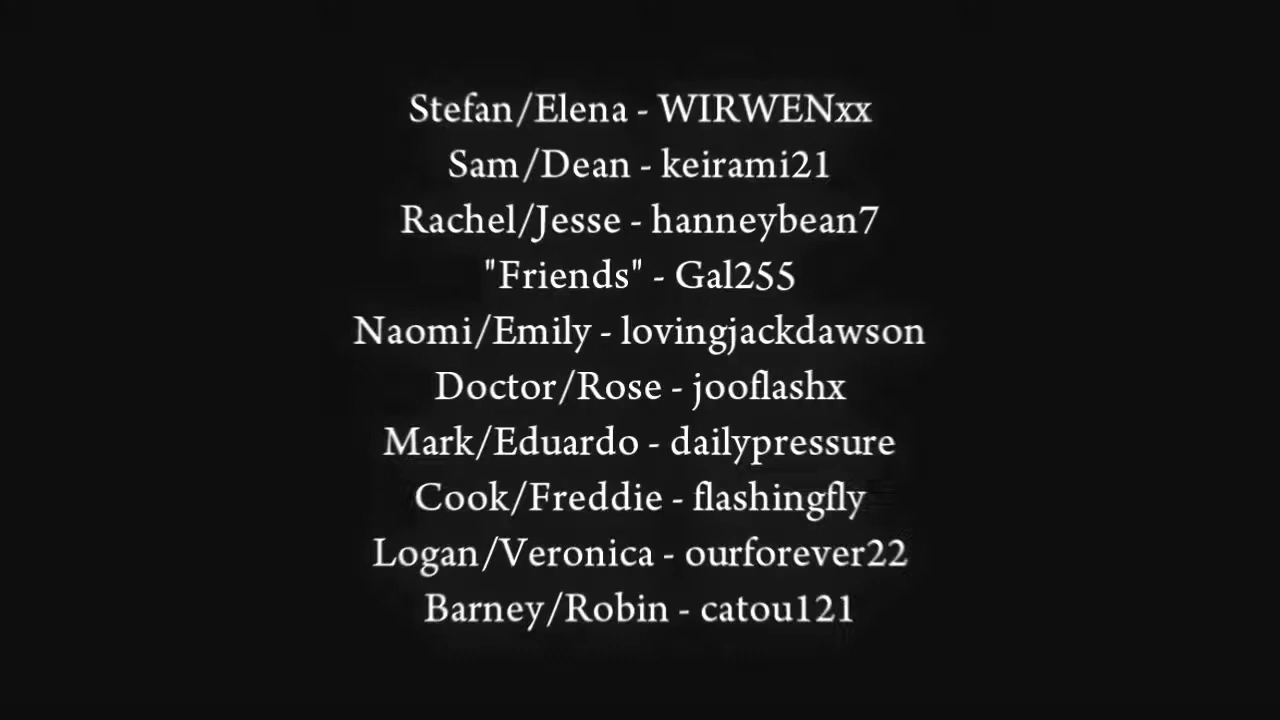 Stefan/Elena - WIRWENxx
Sam/Dean - keirami21
Rachel/Jesse - hanneybean7
"Friends" - Gal255
Naomi/Emily - lovingjackdawson
Doctor/Rose - jooflashx
Mark/Eduardo - dailypressure
Cook/Freddie - flashingfly
Logan/Veronica - ourforever22
Barney/Robin - catou121